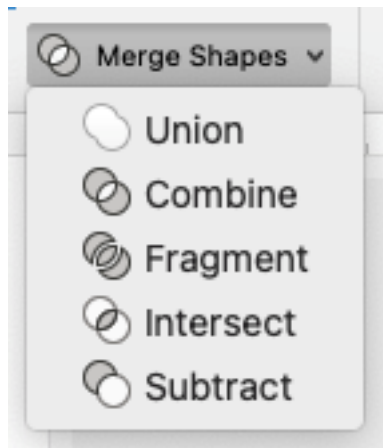 Merge Shapes
Union
Combine
Fragment
Intersect
Subtract